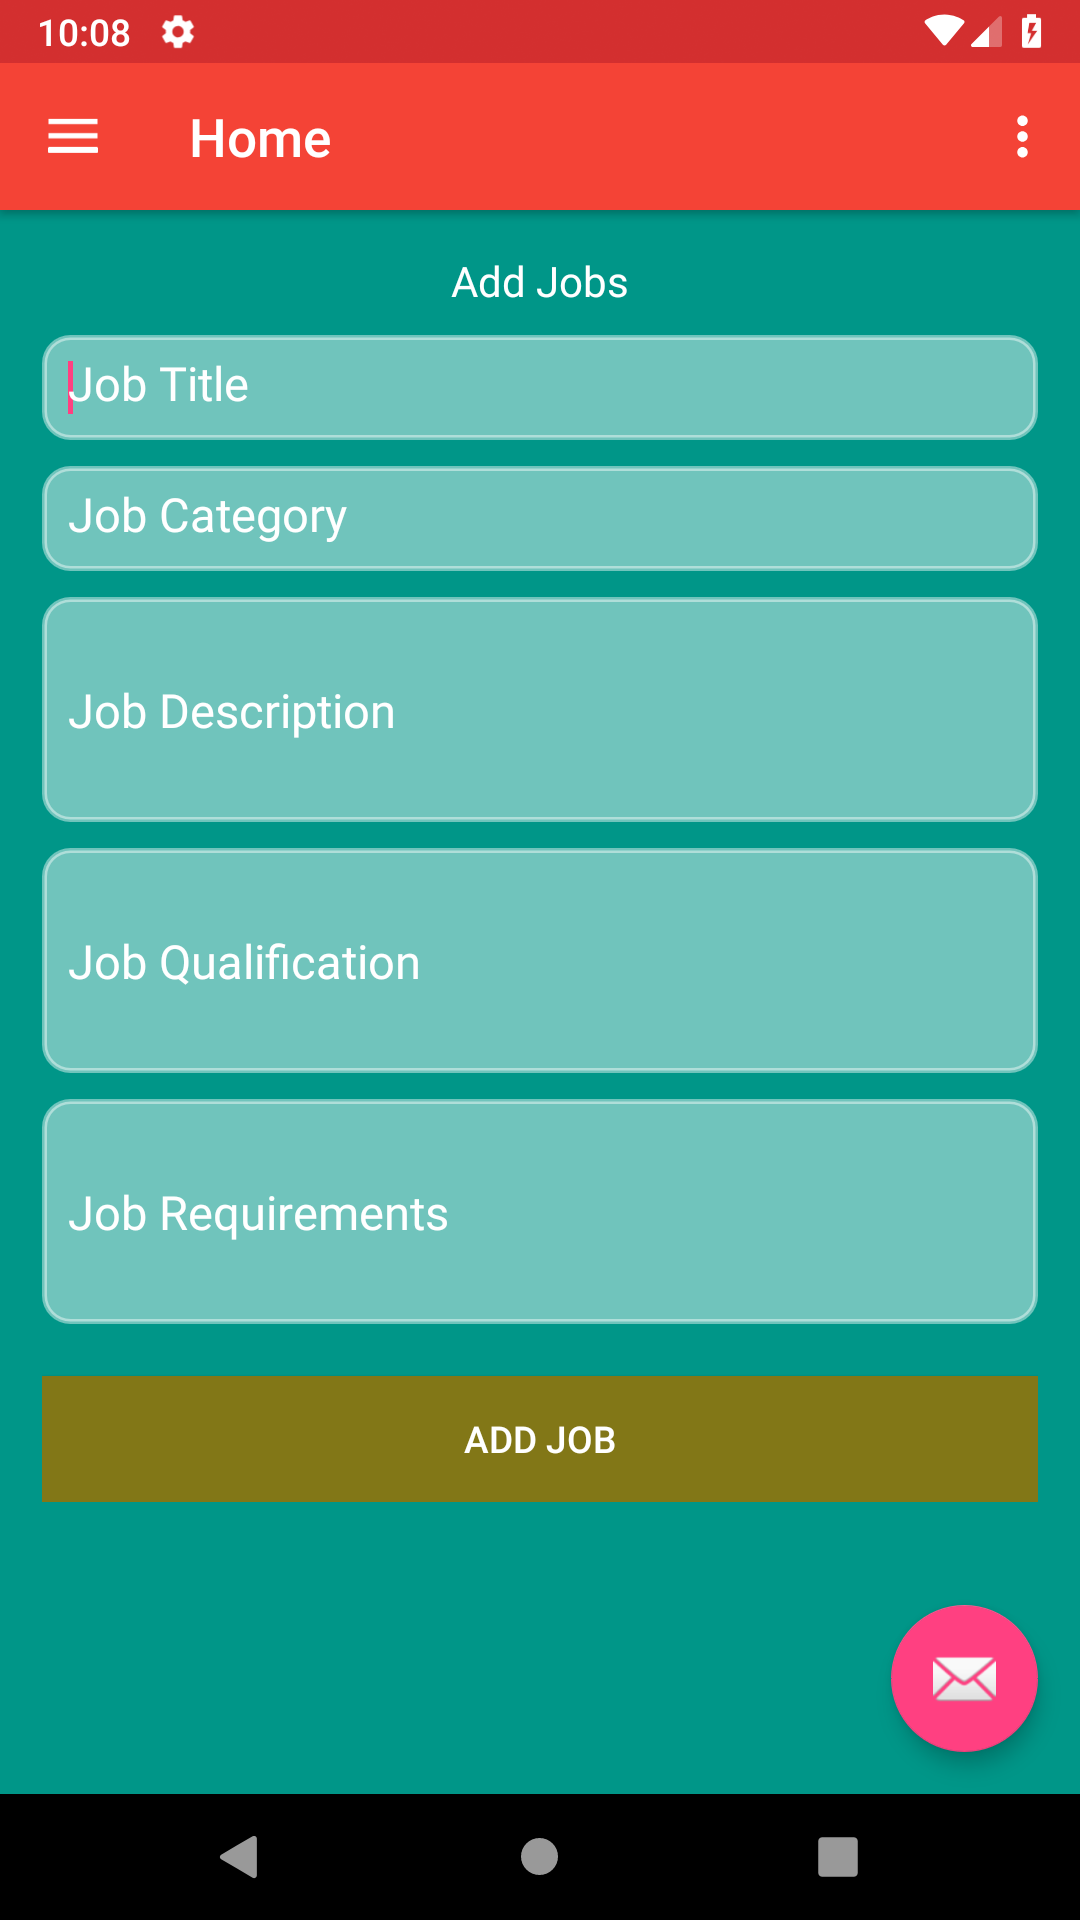 10:08
Home
Add Jobs
Job Title
Job Category
Job Description
Job Qualification
Job Requirements
ADD JOB